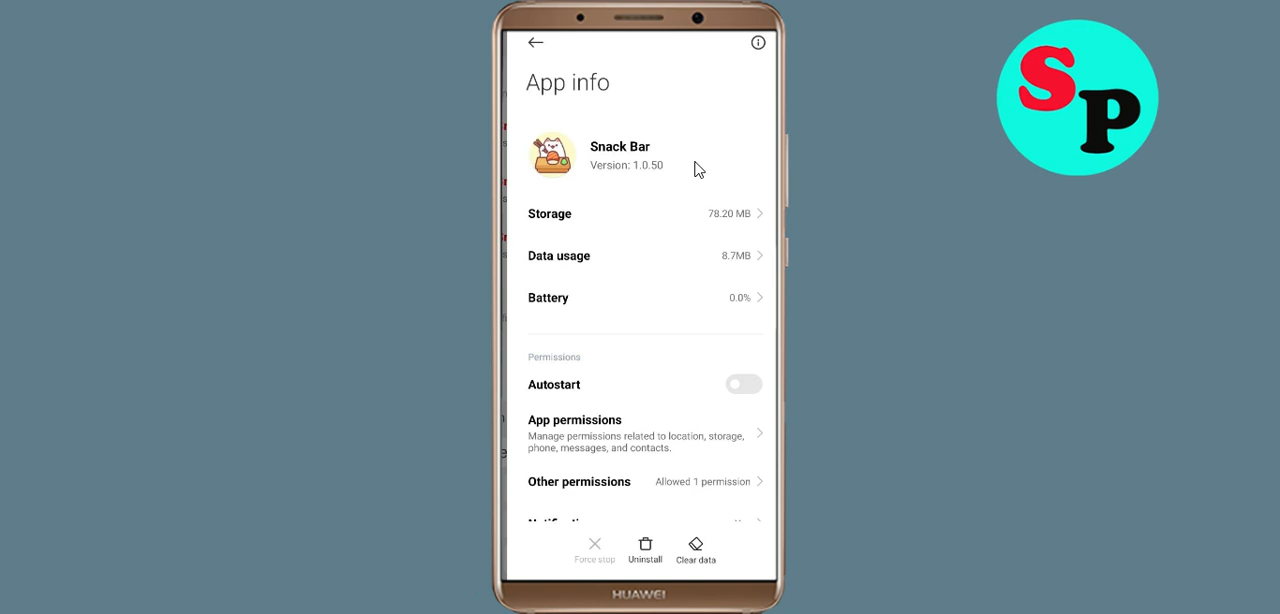 App info
Snack Bar
Version: 1.0.50
Storage 78.20 MB
Data usage 8.7MB
Battery 0.0%
Permissions
Autostart
App permissions
Manage permissions related to location, storage,
phone, messages, and contacts.
Other permissions Allowed 1 permission
Force stop Uninstall Clear data
HUAWEI
SP